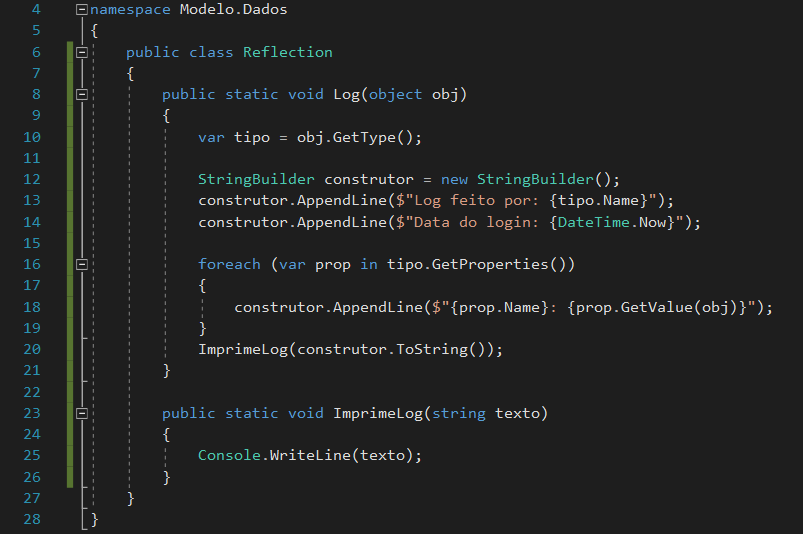 4 namespace Modelo.Dados
5 {
6     public class Reflection
7     {
8         public static void Log(object obj)
9         {
10             var tipo = obj.GetType();
11
12             StringBuilder construtor = new StringBuilder();
13             construtor.AppendLine($"Log feito por: {tipo.Name}");
14             construtor.AppendLine($"Data do login: {DateTime.Now}");
15
16             foreach (var prop in tipo.GetProperties())
17             {
18                 construtor.AppendLine($"{prop.Name}: {prop.GetValue(obj)}");
19             }
20             ImprimeLog(construtor.ToString());
21         }
22
23         public static void ImprimeLog(string texto)
24         {
25             Console.WriteLine(texto);
26         }
27     }
28 }